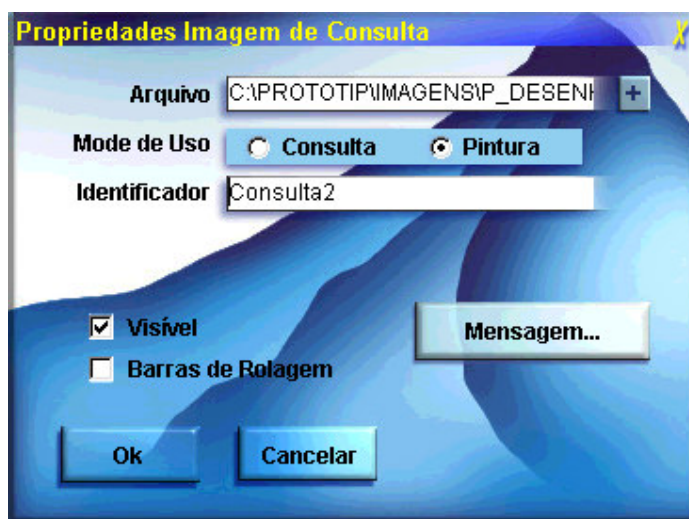 Propriedades Imagem de Consulta X
Arquivo C:\PROTOTIP\IMAGENS\P_DESENH +
Mode de Uso Consulta Pintura
Identificador Consulta2
Visível Mensagem...
Barras de Rolagem
Ok Cancelar